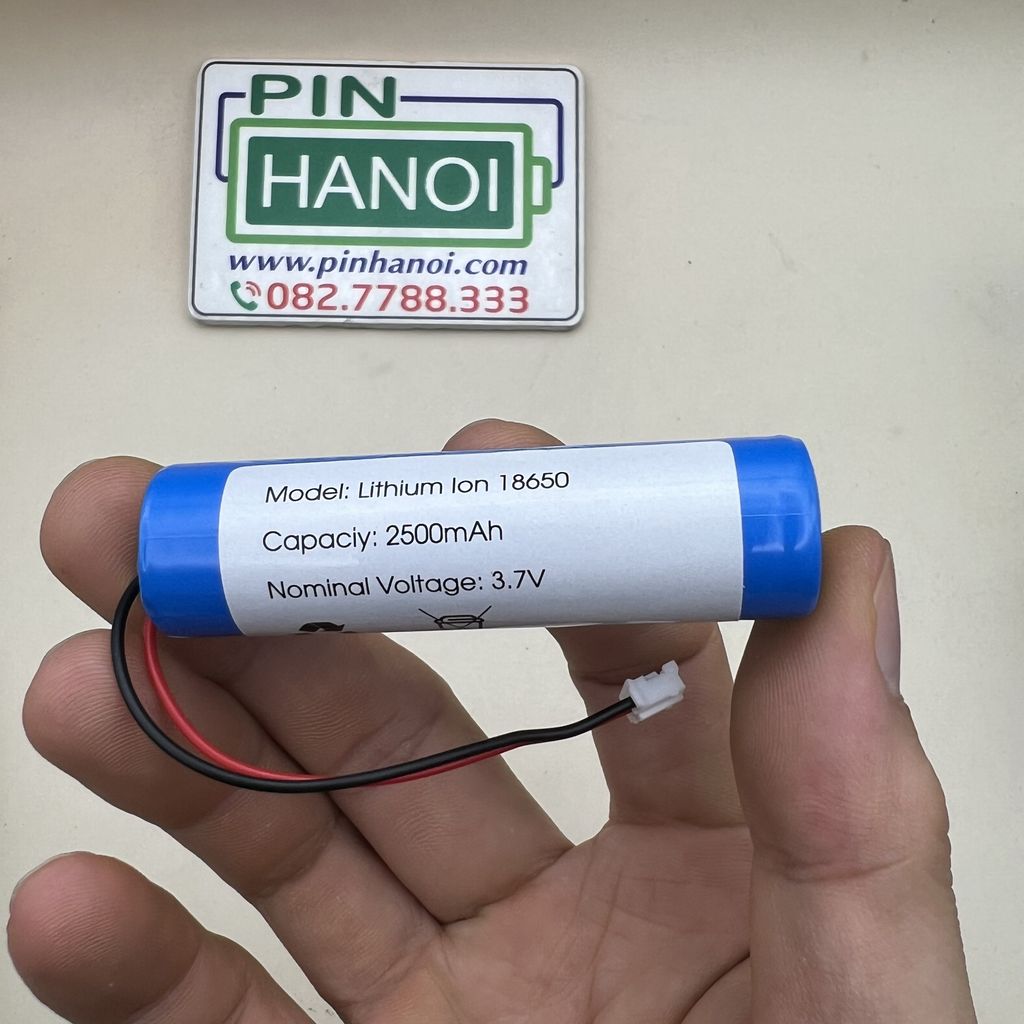 PIN
HANOI
www.pinhanoi.com
082.7788.333
Model: Lithium Ion 18650
Capaciy: 2500mAh
Nominal Voltage: 3.7V